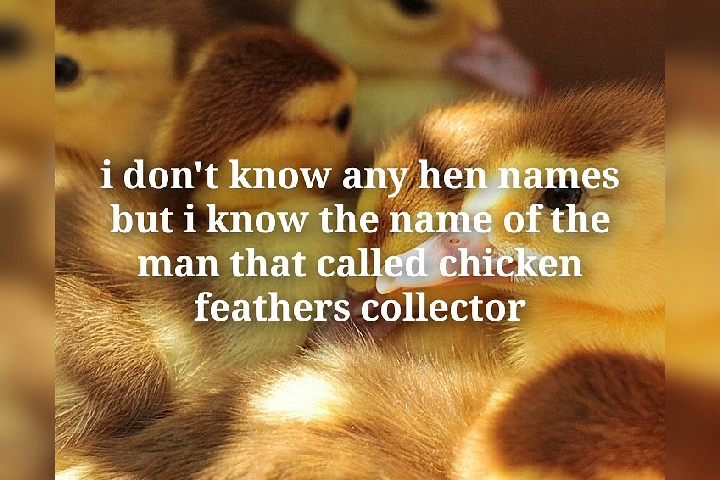 i don't know any hen names
but i know the name of the
man that called chicken
feathers collector